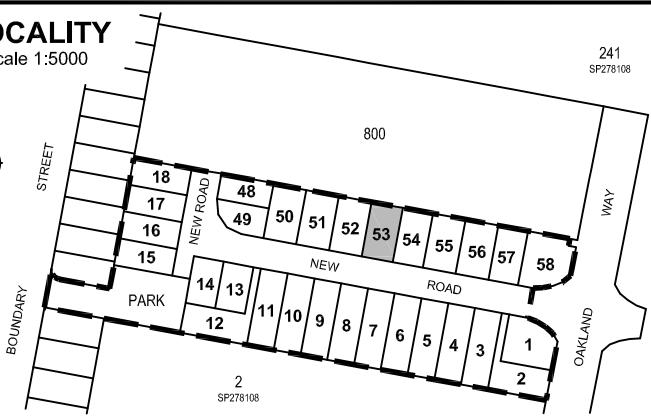 OCALITY
cale 1:5000
241
SP278108
800
STREET
WAY
18
17
16
15
NEW ROAD
48
49
50
51
52
53
54
55
56
57
58
NEW
ROAD
PARK
14
13
12
11
10
9
8
7
6
5
4
3
1
2
BOUNDARY
OAKLAND
2
SP278108